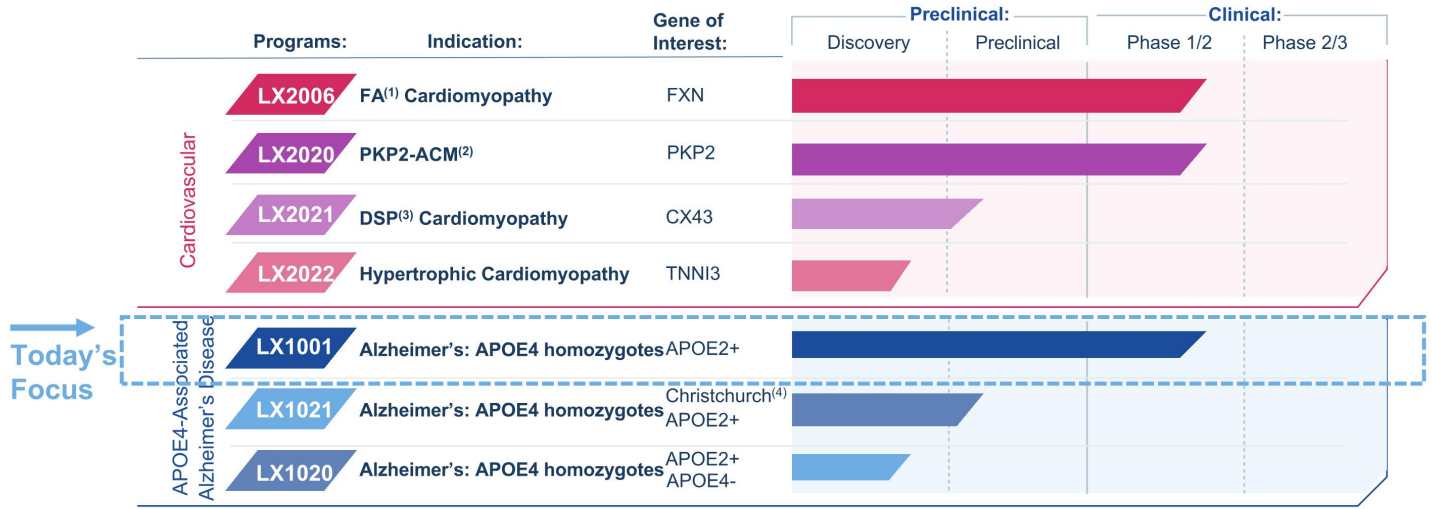 Preclinical: Clinical:
Gene of
Programs: Indication: Interest: Discovery Preclinical Phase 1/2 Phase 2/3
Cardiovascular
LX2006 FA(1) Cardiomyopathy FXN
LX2020 PKP2-ACM(2) PKP2
LX2021 DSP(3) Cardiomyopathy CX43
LX2022 Hypertrophic Cardiomyopathy TNNI3
Today's
Focus
APOE4-Associated
Alzheimer's Disease
LX1001 Alzheimer's: APOE4 homozygotes APOE2+
Christchurch(4)
LX1021 Alzheimer's: APOE4 homozygotes APOE2+
APOE2+
LX1020 Alzheimer's: APOE4 homozygotes APOE4-